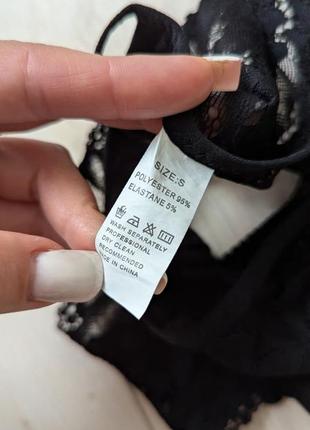 SIZE:S
POLYESTER 95%
ELASTANE 5%
WASH SEPARATELY
PROFESSIONAL
DRY CLEAN
RECOMMENDED
MADE IN CHINA